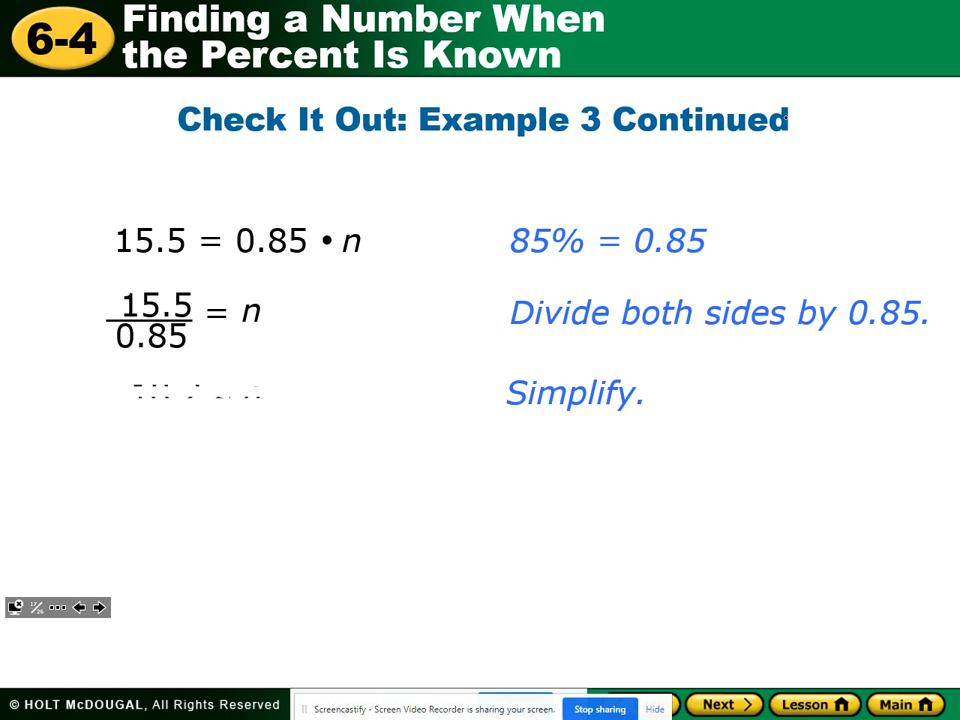 6-4
Finding a Number When
the Percent Is Known
Check It Out: Example 3 Continued
15.5 = 0.85 • n
85% = 0.85
15.5
0.85
= n
Divide both sides by 0.85.
Simplify.
17/26
© HOLT McDOUGAL, All Rights Reserved
Screencastify - Screen Video Recorder is sharing your screen.
Stop sharing
Hide
Next >
Lesson
Main